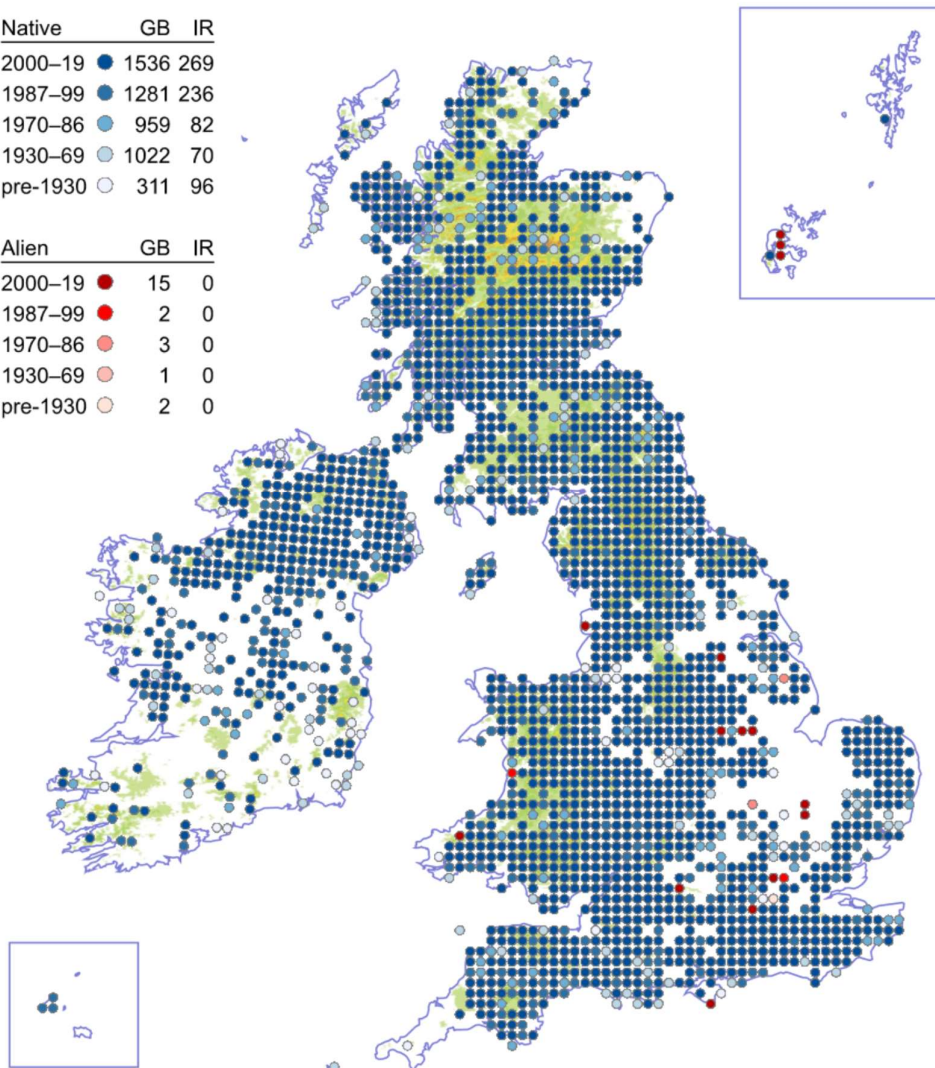 Native GB IR
2000–19 1536 269
1987–99 1281 236
1970–86 959 82
1930–69 1022 70
pre-1930 311 96
Alien GB IR
2000–19 15 0
1987–99 2 0
1970–86 3 0
1930–69 1 0
pre-1930 2 0